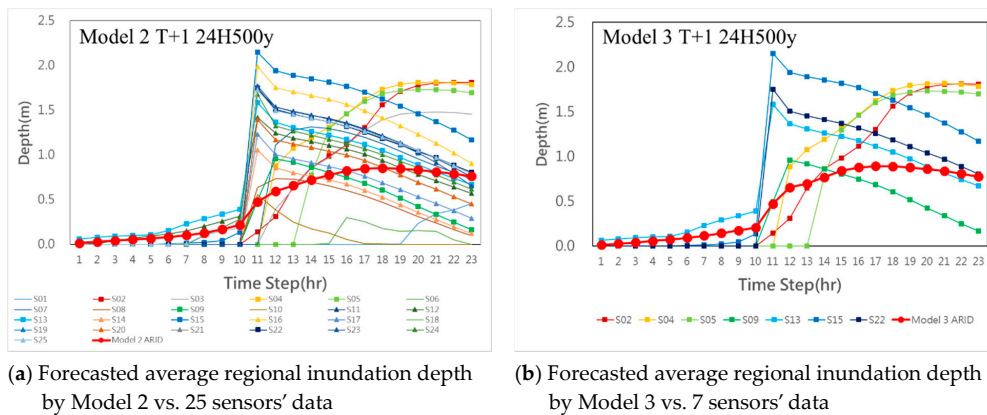 Model 2 T+1 24H500y
Depth(m)
2.5
2.0
1.5
1.0
0.5
0.0
1 2 3 4 5 6 7 8 9 10 11 12 13 14 15 16 17 18 19 20 21 22 23
Time Step(hr)
S01 S02 S03 S04 S05 S06
S07 S08 S09 S10 S11 S12
S13 S14 S15 S16 S17 S18
S19 S20 S21 S22 S23 S24
S25 Model 2 ARID
(a) Forecasted average regional inundation depth
by Model 2 vs. 25 sensors’ data
Model 3 T+1 24H500y
Depth(m)
2.5
2.0
1.5
1.0
0.5
0.0
1 2 3 4 5 6 7 8 9 10 11 12 13 14 15 16 17 18 19 20 21 22 23
Time Step(hr)
S02 S04 S05 S09 S13 S15 S22 Model 3 ARID
(b) Forecasted average regional inundation depth
by Model 3 vs. 7 sensors’ data